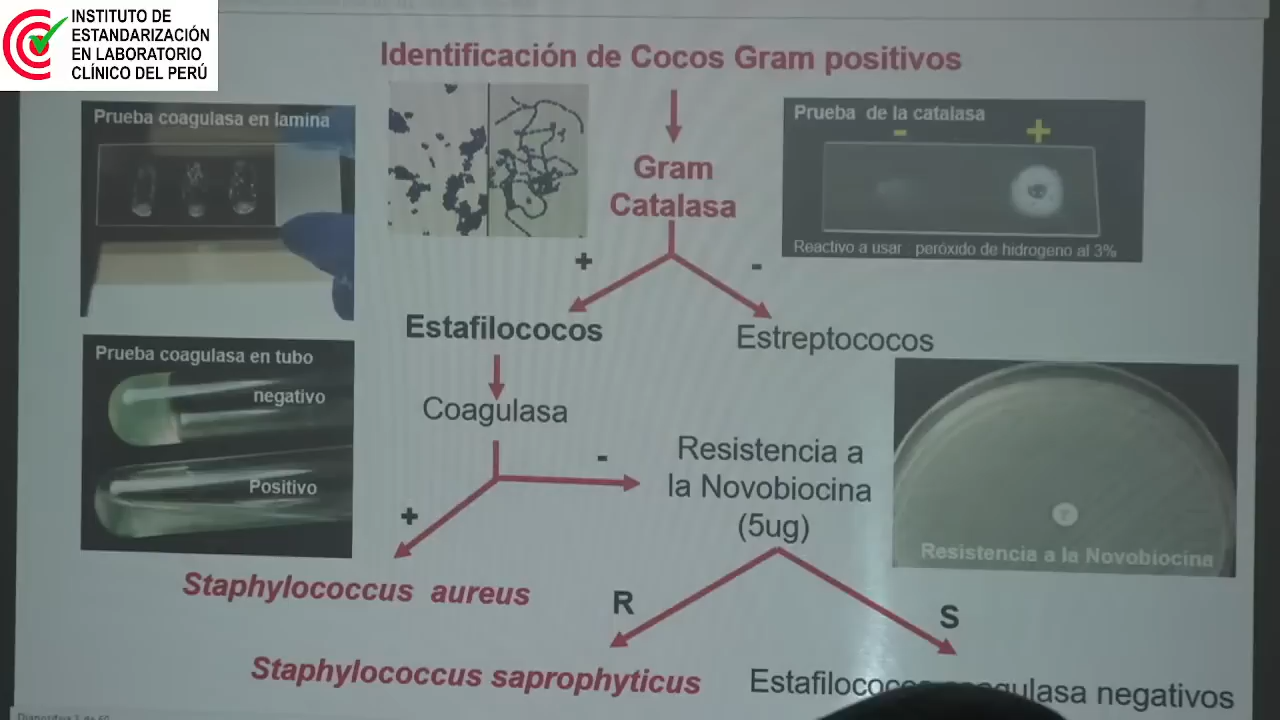 INSTITUTO DE
ESTANDARIZACIÓN
EN LABORATORIO
CLÍNICO DEL PERÚ
Identificación de Cocos Gram positivos
Prueba coagulasa en lamina
Prueba de la catalasa
- +
Reactivo a usar peróxido de hidrogeno al 3%
Gram
Catalasa
+ -
Estafilococos
Estreptococos
Prueba coagulasa en tubo
negativo
Positivo
Coagulasa
-
+
Resistencia a
la Novobiocina
(5ug)
Resistencia a la Novobiocina
Staphylococcus aureus
R S
Staphylococcus saprophyticus
Estafilococos coagulasa negativos